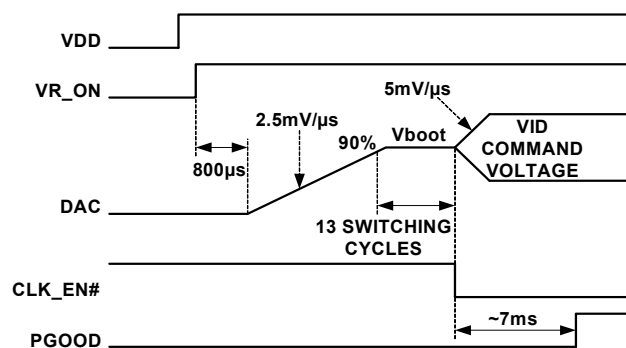 VDD
VR_ON
5mV/µs
2.5mV/µs
90%
Vboot
VID
COMMAND
VOLTAGE
800µs
DAC
13 SWITCHING
CYCLES
CLK_EN#
~7ms
PGOOD